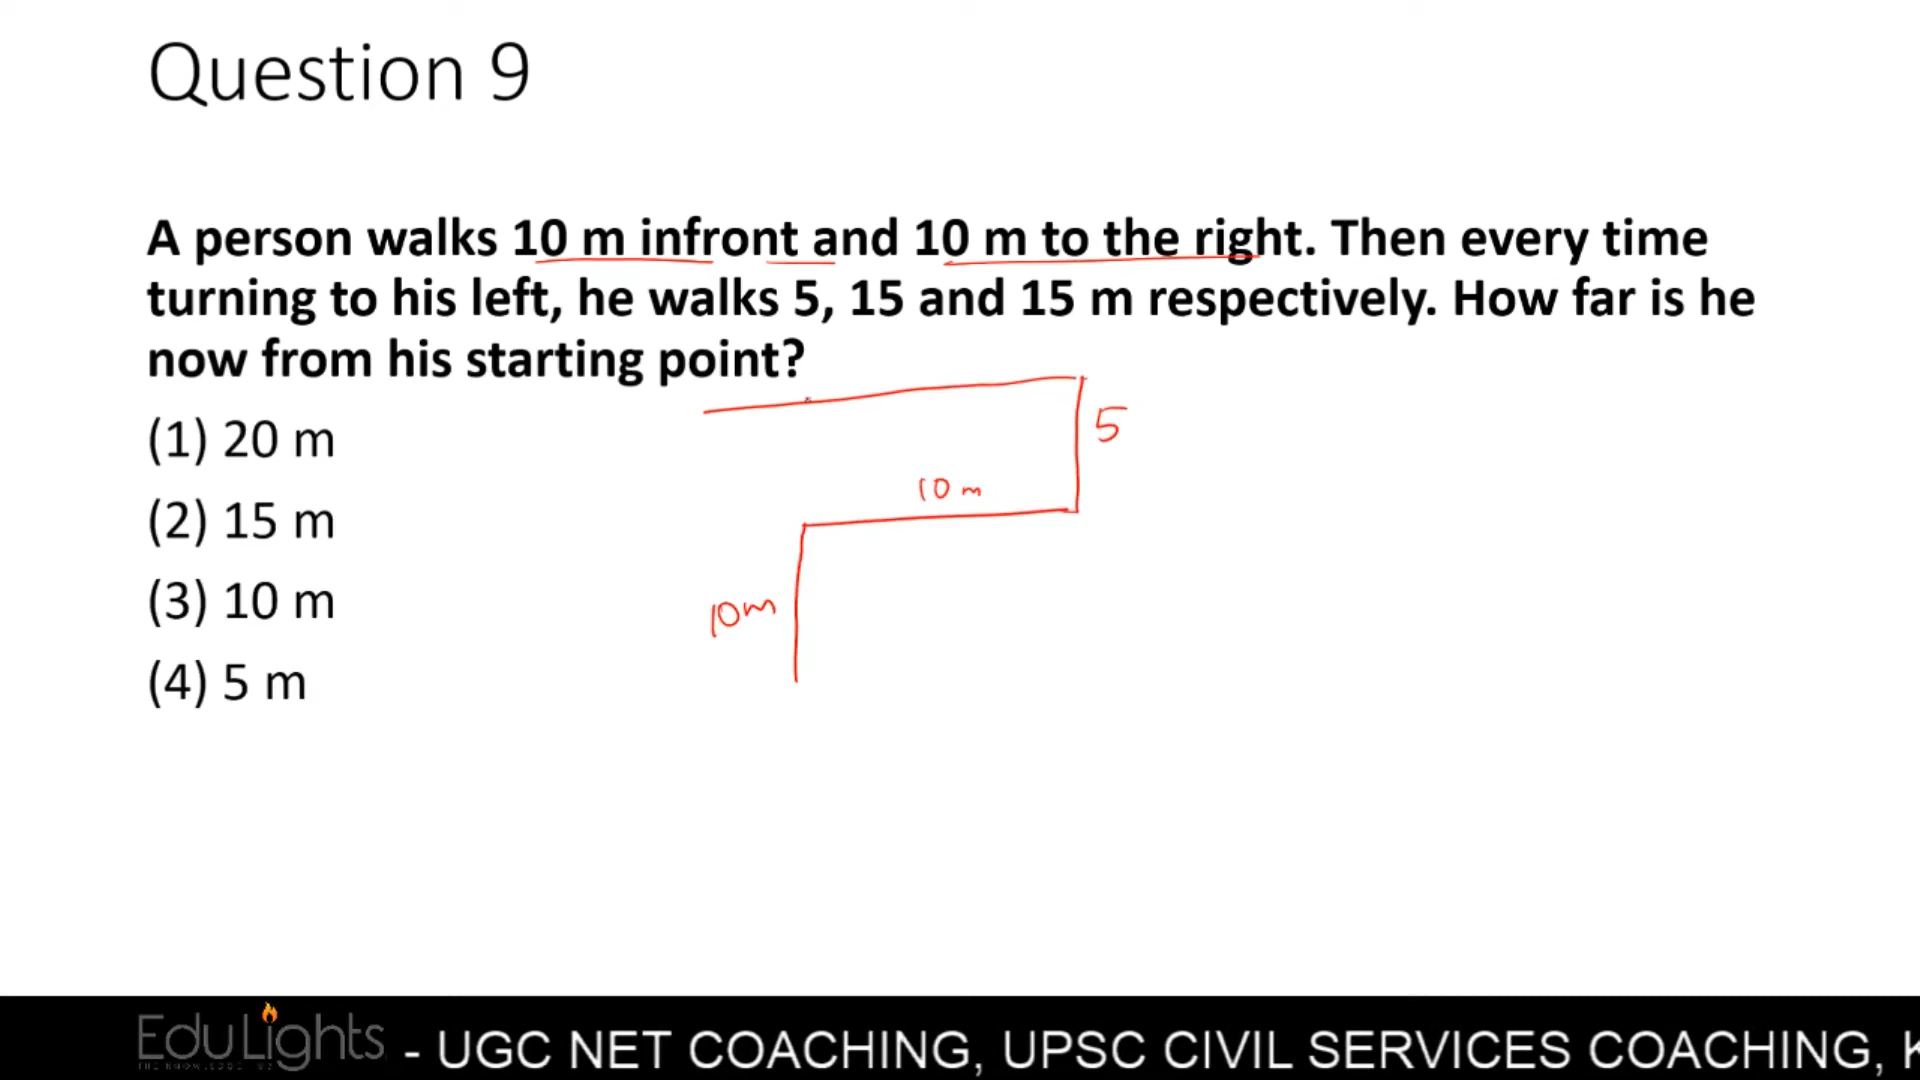 Question 9
A person walks 10 m infront and 10 m to the right. Then every time
turning to his left, he walks 5, 15 and 15 m respectively. How far is he
now from his starting point?
(1) 20 m
5
(2) 15 m
10 m
(3) 10 m
10m
(4) 5 m
EduLights
- UGC NET COACHING, UPSC CIVIL SERVICES COACHING, K